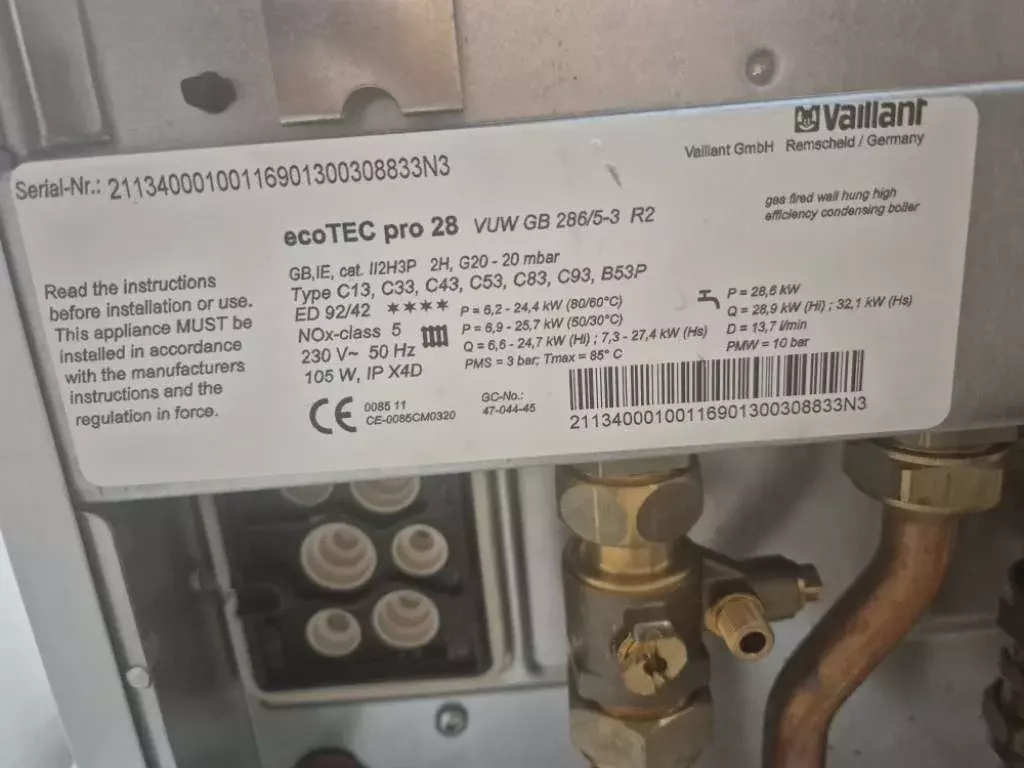 Vaillant
Vaillant GmbH Remscheid / Germany
Serial-Nr.: 21134000100116901300308833N3
gas fired wall hung high
efficiency condensing boiler
ecoTEC pro 28 VUW GB 286/5-3 R2
Read the instructions
before installation or use.
This appliance MUST be
installed in accordance
with the manufacturers
instructions and the
regulation in force.
GB,IE, cat. II2H3P 2H, G20 - 20 mbar
Type C13, C33, C43, C53, C83, C93, B53P
ED 92/42 ****
NOx-class 5
230 V~ 50 Hz
105 W, IP X4D
P = 6,2 - 24,4 kW (80/60°C)
P = 6,9 - 25,7 kW (50/30°C)
Q = 6,6 - 24,7 kW (Hi) ; 7,3 - 27,4 kW (Hs)
PMS = 3 bar; Tmax = 85° C
P = 28,6 kW
Q = 28,9 kW (Hi) ; 32,1 kW (Hs)
D = 13,7 l/min
PMW = 10 bar
CE
0085 11
CE-0085CM0320
GC-No.:
47-044-45
21134000100116901300308833N3